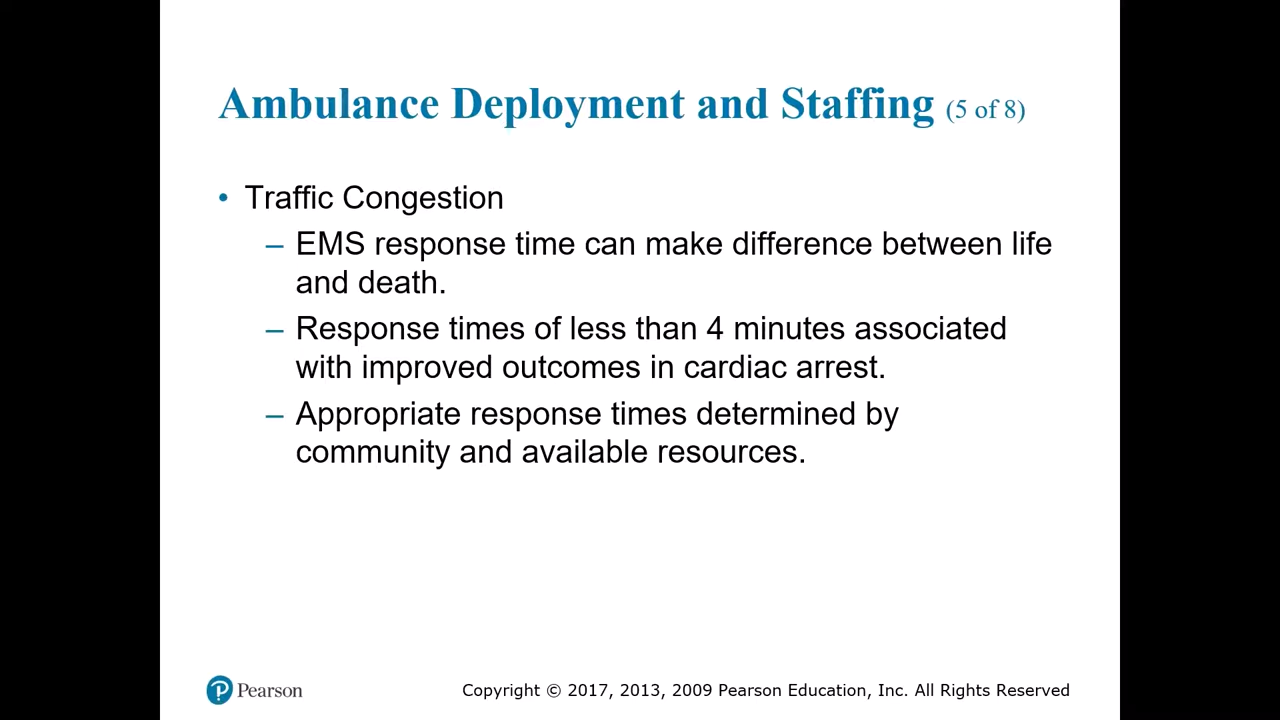 Ambulance Deployment and Staffing (5 of 8)
• Traffic Congestion
– EMS response time can make difference between life
and death.
– Response times of less than 4 minutes associated
with improved outcomes in cardiac arrest.
– Appropriate response times determined by
community and available resources.
Pearson
Copyright © 2017, 2013, 2009 Pearson Education, Inc. All Rights Reserved